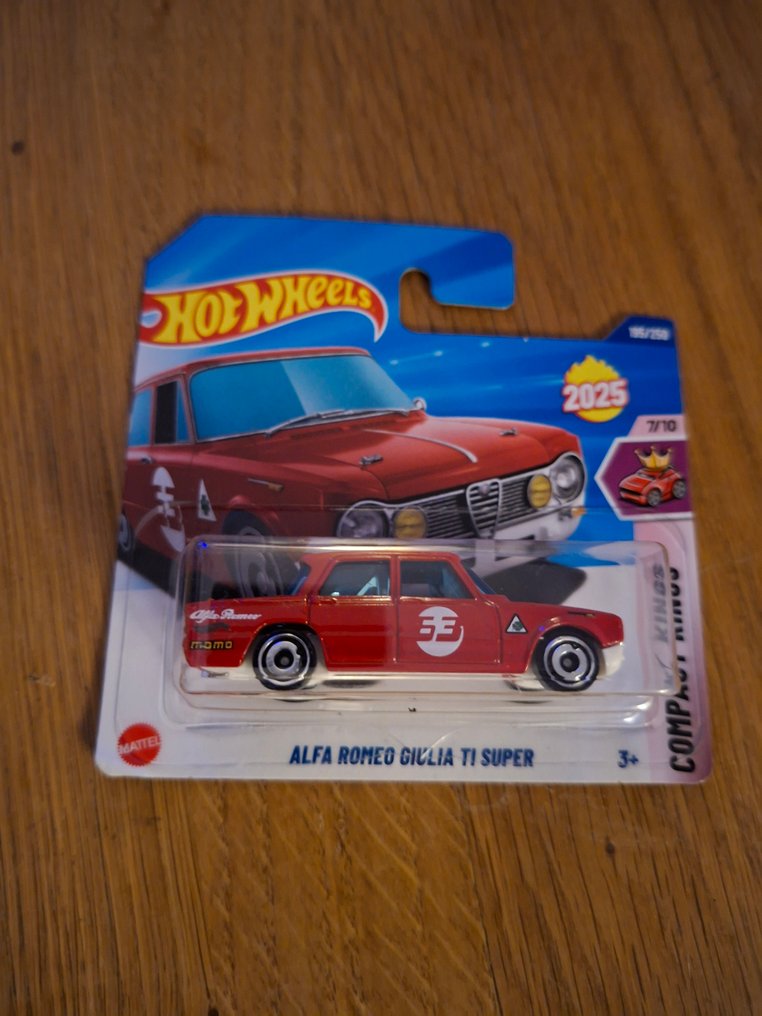 HOT WHEELS
195/250
2025
7/10
COMPACT KINGS
Alfa Romeo
momo
MATTEL
ALFA ROMEO GIULIA TI SUPER
3+